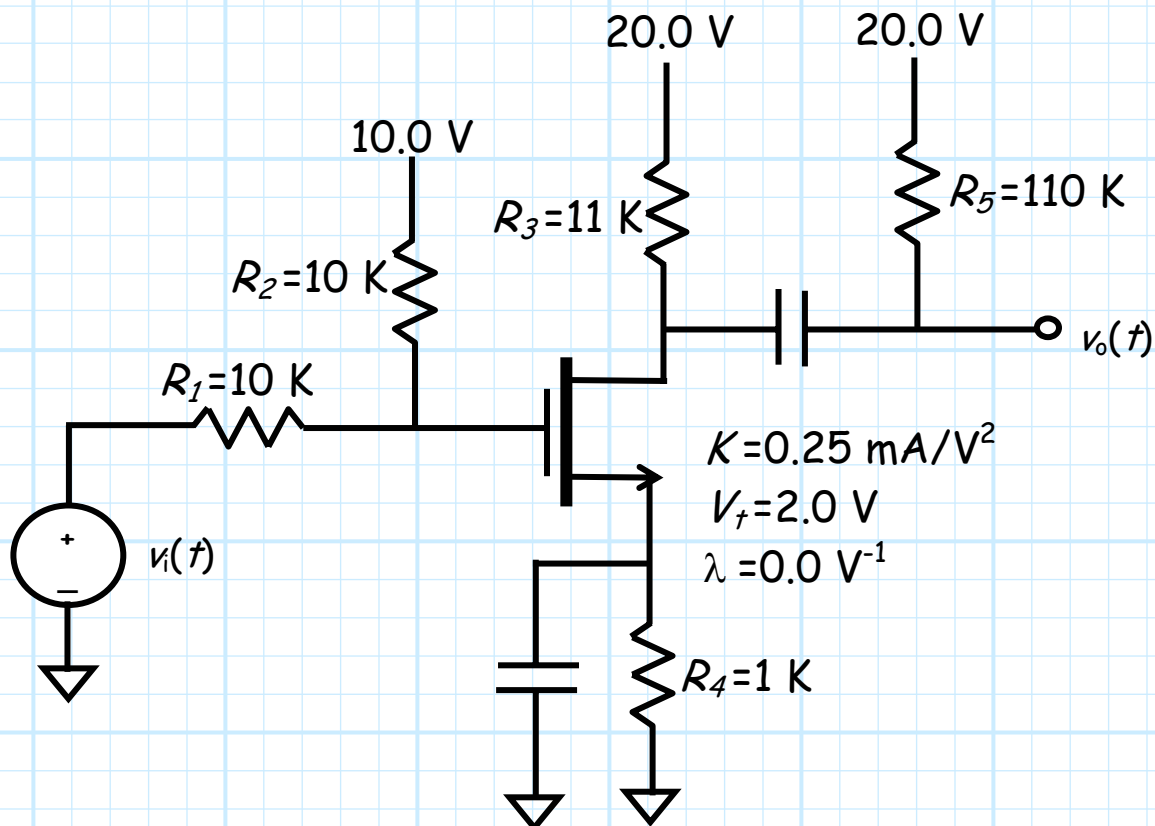 20.0 V
20.0 V
10.0 V
R₃=11 K
R₅=110 K
R₂=10 K
R₁=10 K
vₒ(t)
K=0.25 mA/V²
Vₜ=2.0 V
λ =0.0 V⁻¹
+
vᵢ(t)
–
R₄=1 K